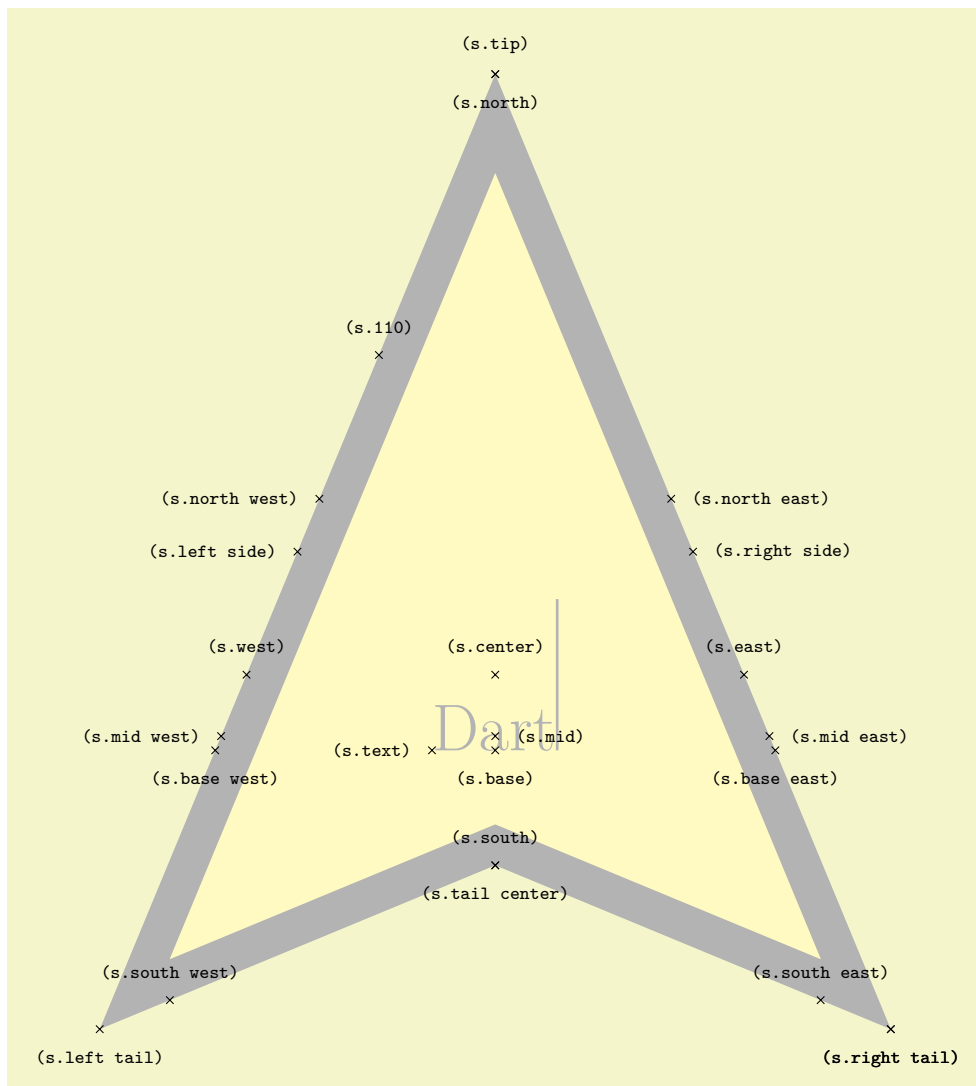 (s.tip)
(s.north)
(s.110)
(s.north west)
(s.north east)
(s.left side)
(s.right side)
(s.west)
(s.center)
(s.east)
Dart
(s.mid west)
(s.mid)
(s.mid east)
(s.text)
(s.base west)
(s.base)
(s.base east)
(s.south)
(s.tail center)
(s.south west)
(s.south east)
(s.left tail)
(s.right tail)